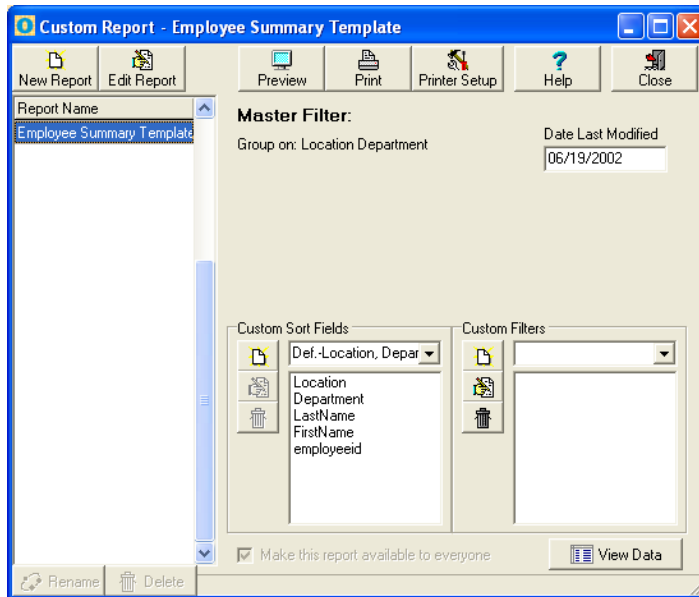 Custom Report - Employee Summary Template
New Report
Edit Report
Preview
Print
Printer Setup
Help
Close
Report Name
Employee Summary Template
Master Filter:
Group on: Location Department
Date Last Modified
06/19/2002
Custom Sort Fields
Def.-Location, Depar
Location
Department
LastName
FirstName
employeeid
Custom Filters
Make this report available to everyone
View Data
Rename
Delete